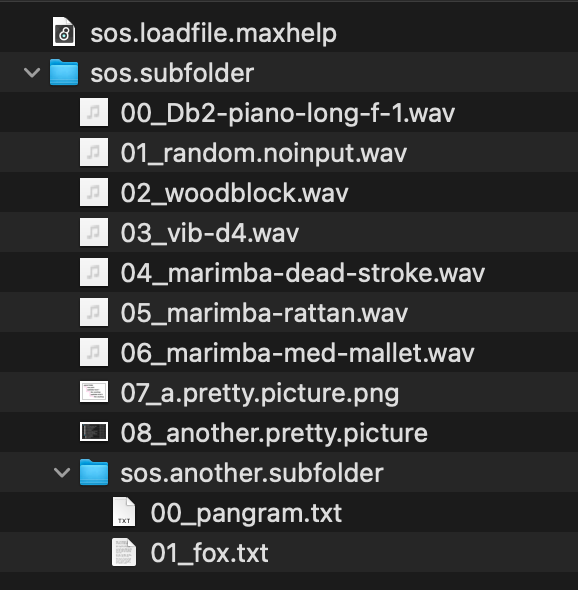 sos.loadfile.maxhelp
sos.subfolder
00_Db2-piano-long-f-1.wav
01_random.noinput.wav
02_woodblock.wav
03_vib-d4.wav
04_marimba-dead-stroke.wav
05_marimba-rattan.wav
06_marimba-med-mallet.wav
07_a.pretty.picture.png
08_another.pretty.picture
sos.another.subfolder
TXT 00_pangram.txt
01_fox.txt